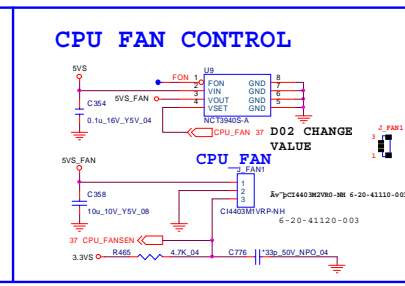 CPU FAN CONTROL
5VS
FON 1
U9
FON
VIN
VOUT
VSET
GND
GND
GND
GND
2
3
4
8
7
6
5
NCT3940S-A
C354
0.1u_16V_Y5V_04
5VS_FAN
CPU_FAN 37
D02 CHANGE
VALUE
J_FAN1
3
1
CPU_FAN
5VS_FAN
J_FAN1
1
2
3
CI4403M1VRP-NH
C358
10u_10V_Y5V_08
6-20-41120-003
37 CPU_FANSEN
3.3VS
R465
4.7K_04
C776
*33p_50V_NPO_04